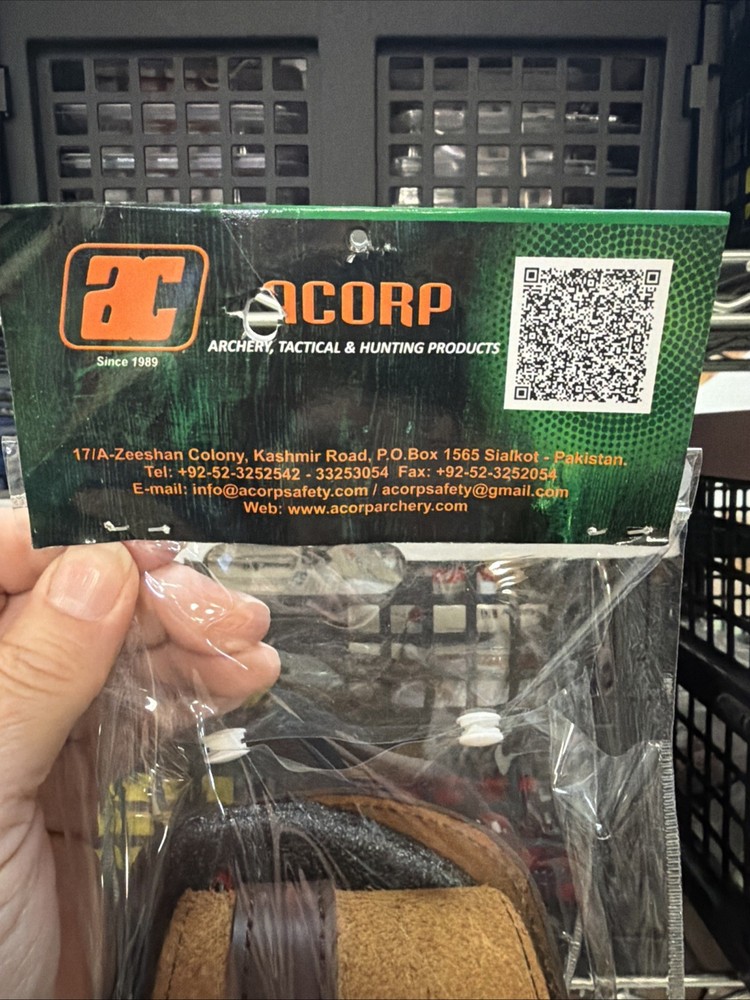 ac
Since 1989
ACORP
ARCHERY, TACTICAL & HUNTING PRODUCTS
17/A-Zeeshan Colony, Kashmir Road, P.O.Box 1565 Sialkot - Pakistan.
Tel: +92-52-3252542 - 33253054 Fax: +92-52-3252054
E-mail: info@acorpsafety.com / acorpsafety@gmail.com
Web: www.acorparchery.com